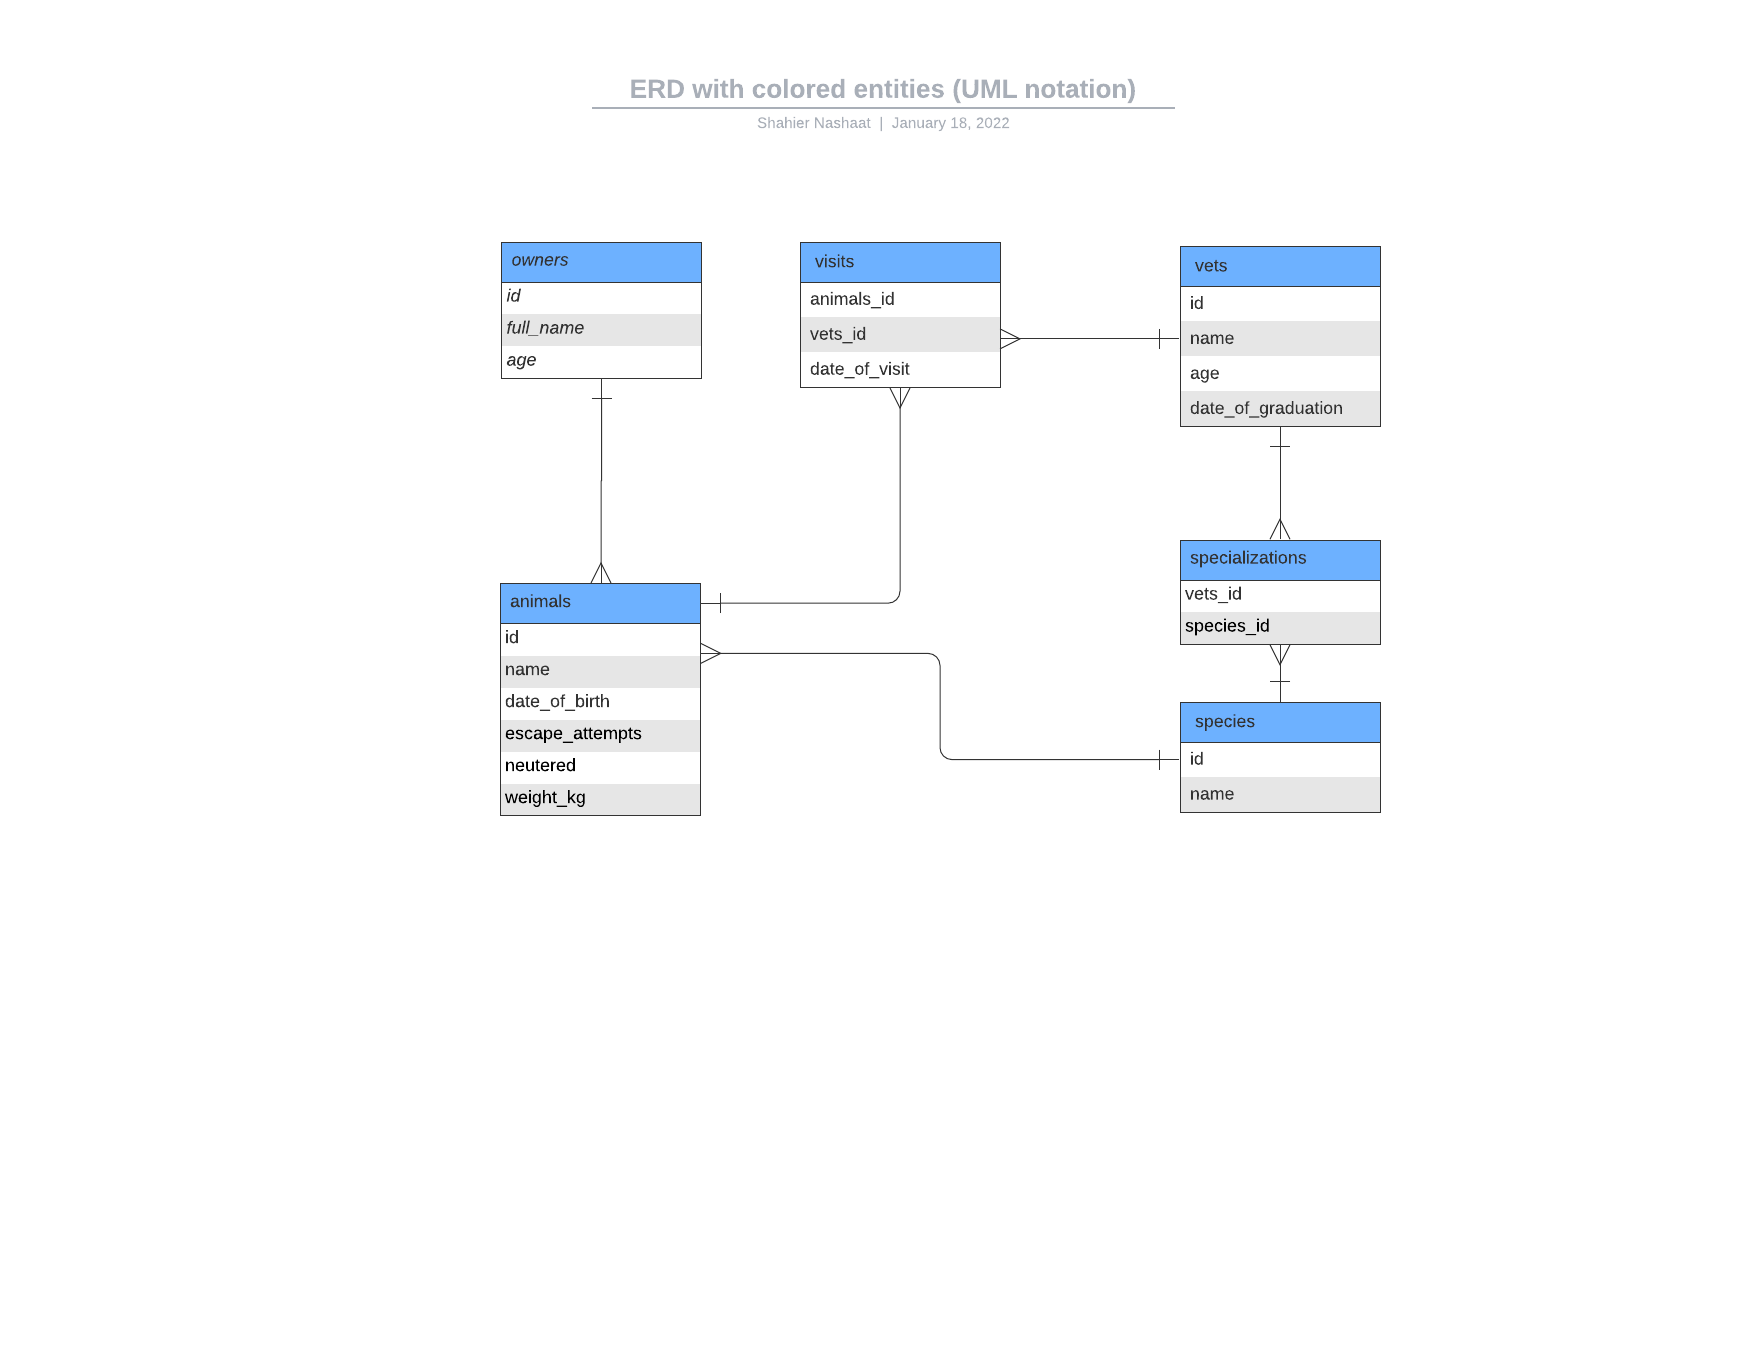 ERD with colored entities (UML notation)
Shahier Nashaat | January 18, 2022
owners
id
full_name
age
visits
animals_id
vets_id
date_of_visit
vets
id
name
age
date_of_graduation
animals
id
name
date_of_birth
escape_attempts
neutered
weight_kg
specializations
vets_id
species_id
species
id
name